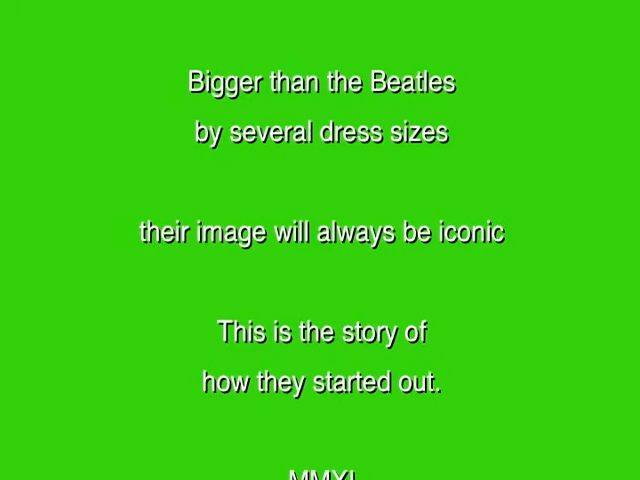 Bigger than the Beatles
by several dress sizes
their image will always be iconic
This is the story of
how they started out.
MMXI